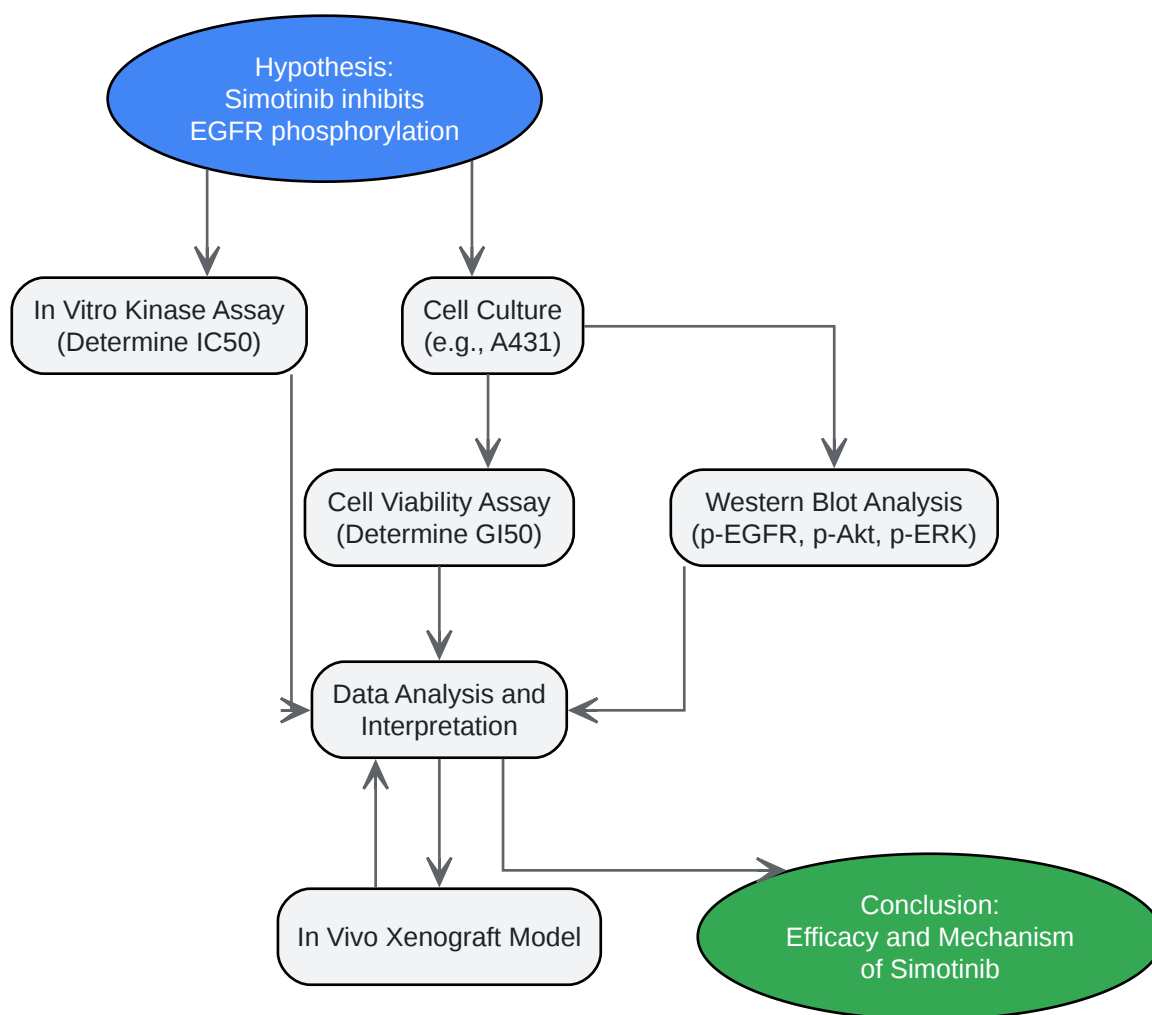 Hypothesis:
Simotinib inhibits
EGFR phosphorylation
In Vitro Kinase Assay
(Determine IC50)
Cell Culture
(e.g., A431)
Cell Viability Assay
(Determine GI50)
Western Blot Analysis
(p-EGFR, p-Akt, p-ERK)
Data Analysis and
Interpretation
In Vivo Xenograft Model
Conclusion:
Efficacy and Mechanism
of Simotinib